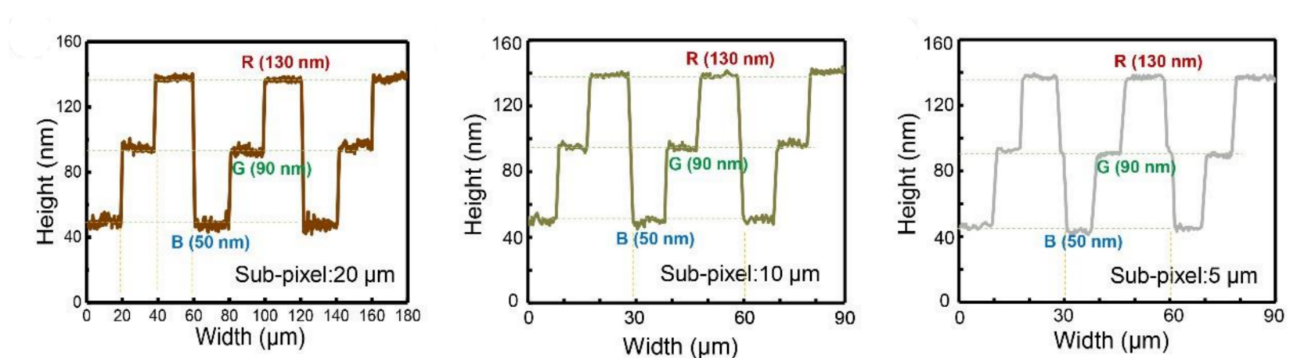 160
120
80
40
0
Height (nm)
R (130 nm)
G (90 nm)
B (50 nm)
Sub-pixel:20 μm
0 20 40 60 80 100 120 140 160 180
Width (μm)
160
120
80
40
0
Height (nm)
R (130 nm)
G (90 nm)
B (50 nm)
Sub-pixel:10 μm
0 30 60 90
Width (μm)
160
120
80
40
0
Height (nm)
R (130 nm)
G (90 nm)
B (50 nm)
Sub-pixel:5 μm
0 30 60 90
Width (μm)